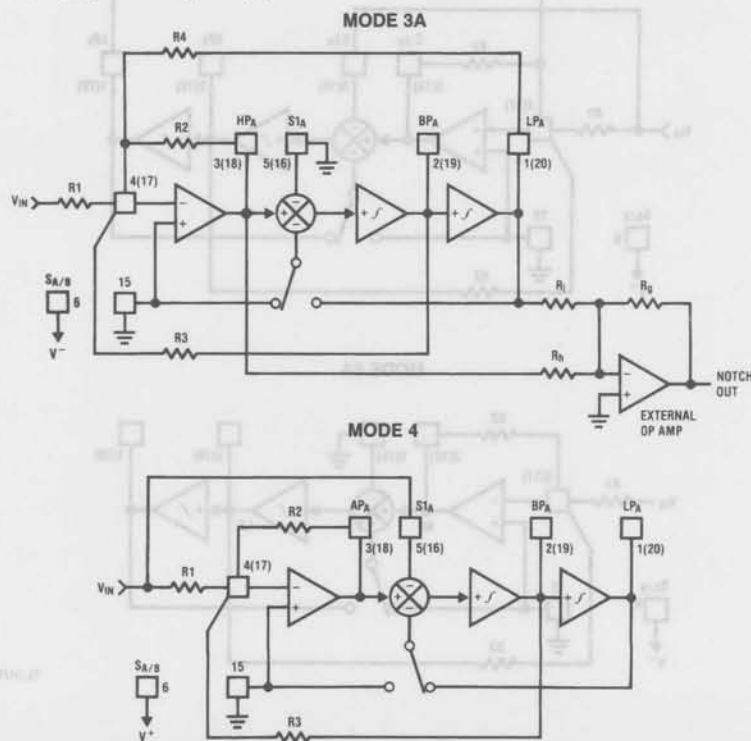 MODE 3A
R4
R2
HPA
3(18)
S1A
5(16)
BPA
2(19)
LPA
1(20)
VIN
R1
4(17)
SA/B
6
V−
15
R3
Rl
Rg
Rh
NOTCH
OUT
EXTERNAL
OP AMP
MODE 4
R2
APA
3(18)
S1A
5(16)
BPA
2(19)
LPA
1(20)
VIN
R1
4(17)
SA/B
6
V+
15
R3